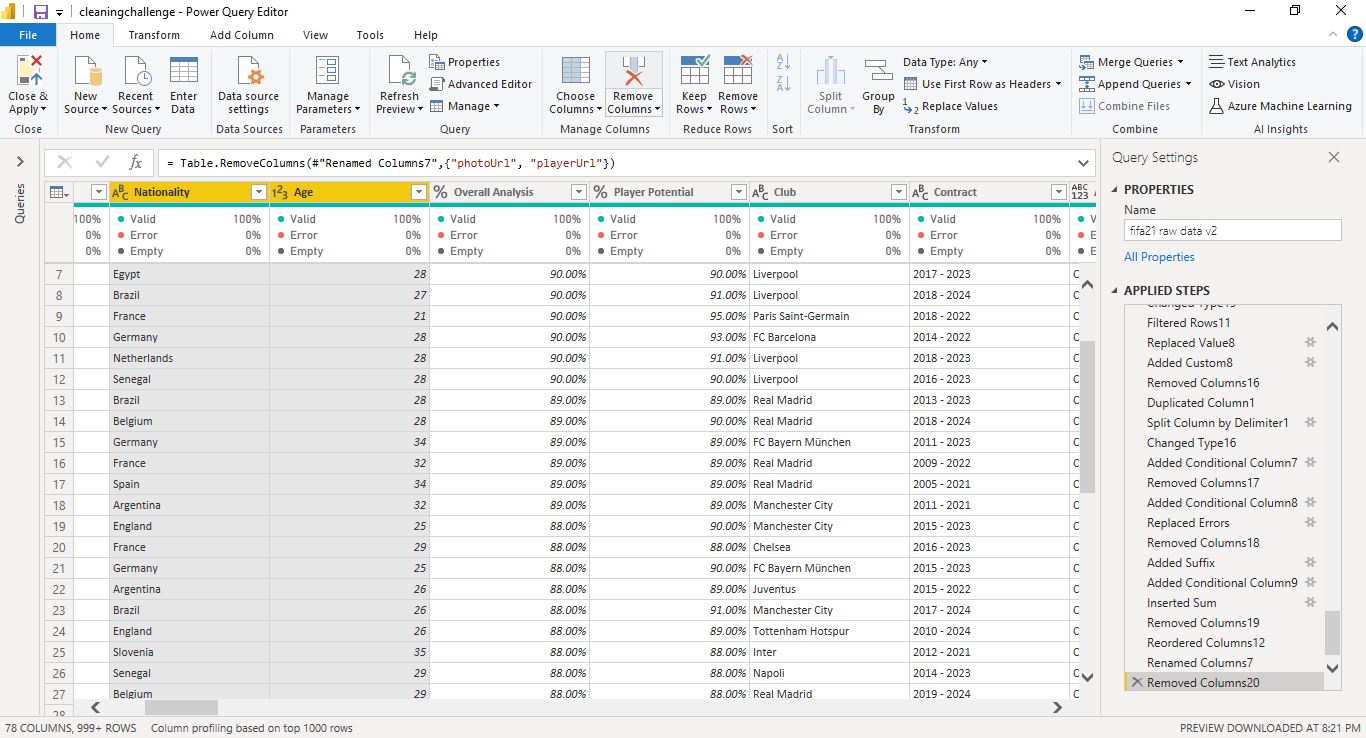 cleaningchallenge - Power Query Editor
File Home Transform Add Column View Tools Help
Close & Apply
Close
New Source
Recent Sources
Enter Data
New Query
Data source settings
Data Sources
Manage Parameters
Parameters
Refresh Preview
Properties
Advanced Editor
Manage
Query
Choose Columns
Remove Columns
Manage Columns
Keep Rows
Remove Rows
Reduce Rows
Sort
Split Column
Group By
Data Type: Any
Use First Row as Headers
Replace Values
Transform
Merge Queries
Append Queries
Combine Files
Combine
Text Analytics
Vision
Azure Machine Learning
AI Insights
Queries
= Table.RemoveColumns(#"Renamed Columns7",{"photoUrl", "playerUrl"})
Nationality Age Overall Analysis Player Potential Club Contract
100% Valid 100% Valid 100% Valid 100% Valid 100% Valid 100% Valid 100%
0% Error 0% Error 0% Error 0% Error 0% Error 0% Error 0%
0% Empty 0% Empty 0% Empty 0% Empty 0% Empty 0% Empty 0%
7 Egypt 28 90.00% 90.00% Liverpool 2017 - 2023
8 Brazil 27 90.00% 91.00% Liverpool 2018 - 2024
9 France 21 90.00% 95.00% Paris Saint-Germain 2018 - 2022
10 Germany 28 90.00% 93.00% FC Barcelona 2014 - 2022
11 Netherlands 28 90.00% 91.00% Liverpool 2018 - 2023
12 Senegal 28 90.00% 90.00% Liverpool 2016 - 2023
13 Brazil 28 89.00% 89.00% Real Madrid 2013 - 2023
14 Belgium 28 89.00% 90.00% Real Madrid 2018 - 2024
15 Germany 34 89.00% 89.00% FC Bayern München 2011 - 2023
16 France 32 89.00% 89.00% Real Madrid 2009 - 2022
17 Spain 34 89.00% 89.00% Real Madrid 2005 - 2021
18 Argentina 32 89.00% 89.00% Manchester City 2011 - 2021
19 England 25 88.00% 90.00% Manchester City 2015 - 2023
20 France 29 88.00% 88.00% Chelsea 2016 - 2023
21 Germany 25 88.00% 90.00% FC Bayern München 2015 - 2023
22 Argentina 26 88.00% 89.00% Juventus 2015 - 2022
23 Brazil 26 88.00% 91.00% Manchester City 2017 - 2024
24 England 26 88.00% 89.00% Tottenham Hotspur 2010 - 2024
25 Slovenia 35 88.00% 88.00% Inter 2012 - 2021
26 Senegal 29 88.00% 88.00% Napoli 2014 - 2023
27 Belgium 29 88.00% 88.00% Real Madrid 2019 - 2024
28
Query Settings
PROPERTIES
Name
fifa21 raw data v2
All Properties
APPLIED STEPS
Filtered Rows11
Replaced Value8
Added Custom8
Removed Columns16
Duplicated Column1
Split Column by Delimiter1
Changed Type16
Added Conditional Column7
Removed Columns17
Added Conditional Column8
Replaced Errors
Removed Columns18
Added Suffix
Added Conditional Column9
Inserted Sum
Removed Columns19
Reordered Columns12
Renamed Columns7
Removed Columns20
78 COLUMNS, 999+ ROWS Column profiling based on top 1000 rows
PREVIEW DOWNLOADED AT 8:21 PM